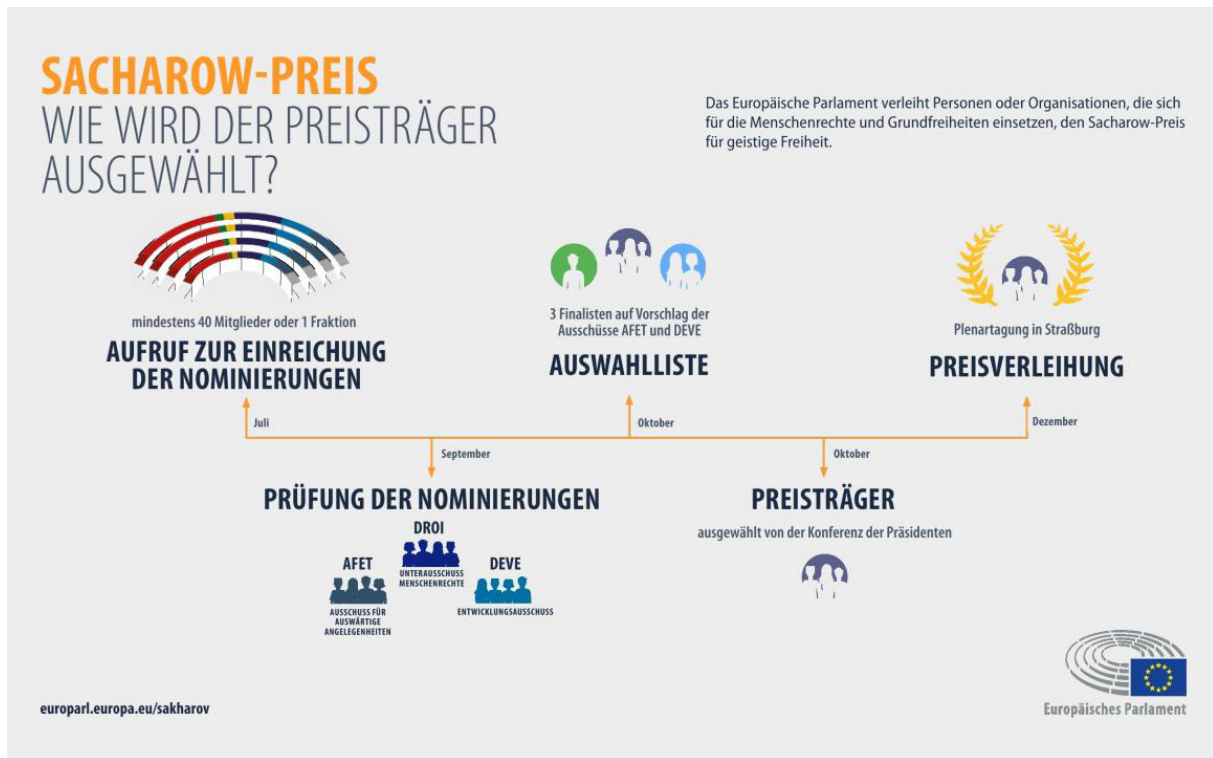 SACHAROW-PREIS
WIE WIRD DER PREISTRÄGER
AUSGEWÄHLT?
Das Europäische Parlament verleiht Personen oder Organisationen, die sich
für die Menschenrechte und Grundfreiheiten einsetzen, den Sacharow-Preis
für geistige Freiheit.
mindestens 40 Mitglieder oder 1 Fraktion
AUFRUF ZUR EINREICHUNG
DER NOMINIERUNGEN
Juli
September
PRÜFUNG DER NOMINIERUNGEN
DROI
UNTERAUSSCHUSS
MENSCHENRECHTE
AFET
AUSSCHUSS FÜR
AUSWÄRTIGE
ANGELEGENHEITEN
DEVE
ENTWICKLUNGSAUSSCHUSS
3 Finalisten auf Vorschlag der
Ausschüsse AFET und DEVE
AUSWAHLLISTE
Oktober
Oktober
PREISTRÄGER
ausgewählt von der Konferenz der Präsidenten
Plenartagung in Straßburg
PREISVERLEIHUNG
Dezember
europarl.europa.eu/sakharov
Europäisches Parlament